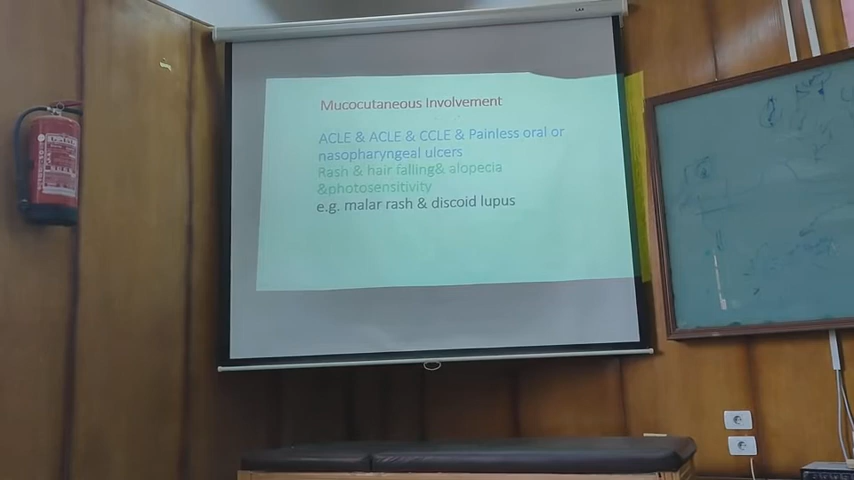 Mucocutaneous Involvement
ACLE & ACLE & CCLE & Painless oral or
nasopharyngeal ulcers
Rash & hair falling& alopecia
&photosensitivity
e.g. malar rash & discoid lupus